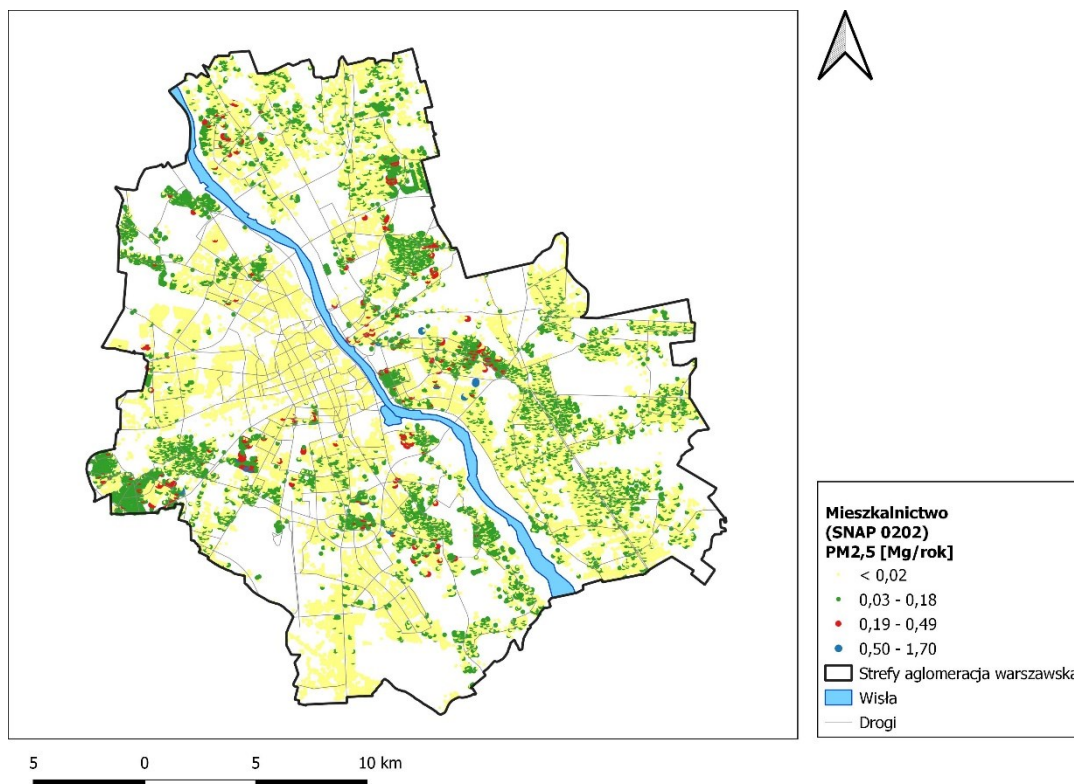 Mieszkalnictwo
(SNAP 0202)
PM2,5 [Mg/rok]
< 0,02
0,03 - 0,18
0,19 - 0,49
0,50 - 1,70
Strefy aglomeracja warszawska
Wisła
Drogi
5 0 5 10 km